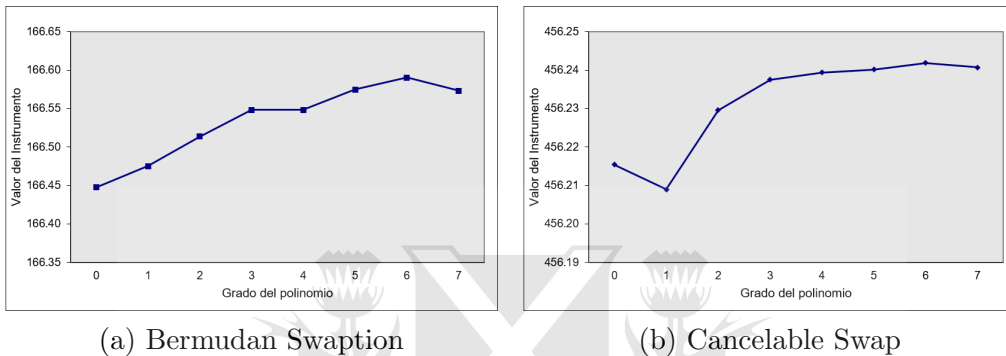 166.65
166.60
166.55
166.50
166.45
166.40
166.35
Valor del Instrumento
0 1 2 3 4 5 6 7
Grado del polinomio
(a) Bermudan Swaption
456.25
456.24
456.23
456.22
456.21
456.20
456.19
Valor del Instrumento
0 1 2 3 4 5 6 7
Grado del polinomio
(b) Cancelable Swap